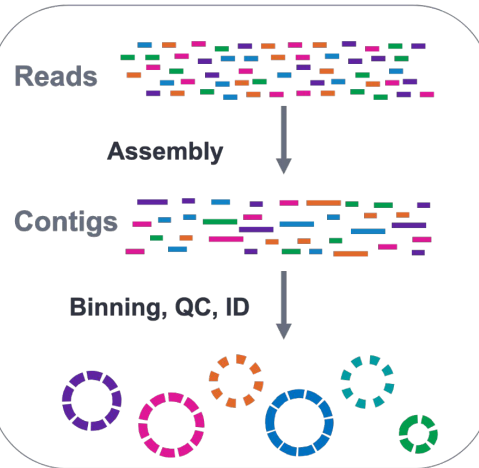 Reads
Assembly
Contigs
Binning, QC, ID